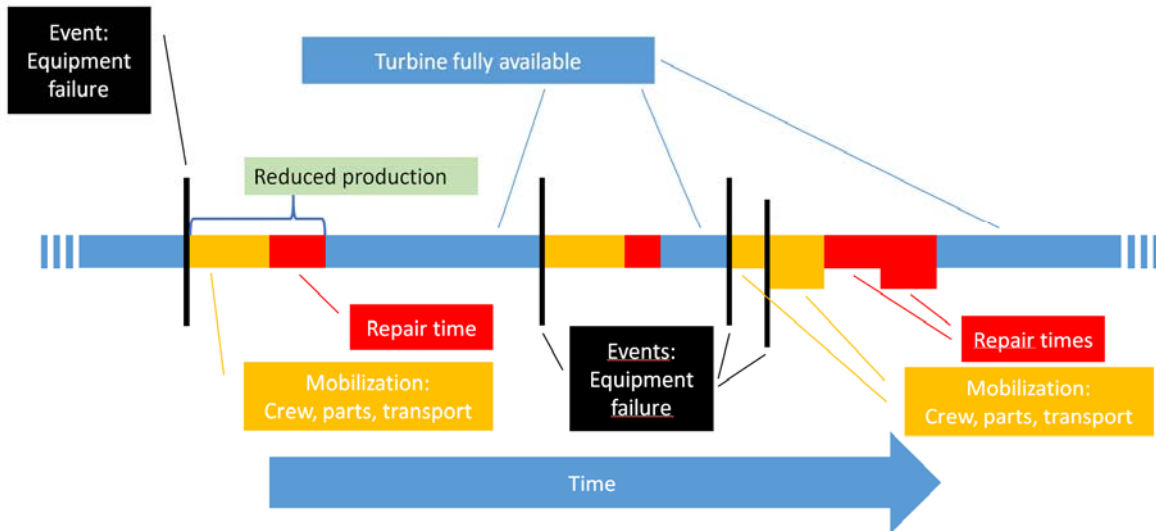 Event:
Equipment
failure
Turbine fully available
Reduced production
Repair time
Mobilization:
Crew, parts, transport
Events:
Equipment
failure
Repair times
Mobilization:
Crew, parts, transport
Time